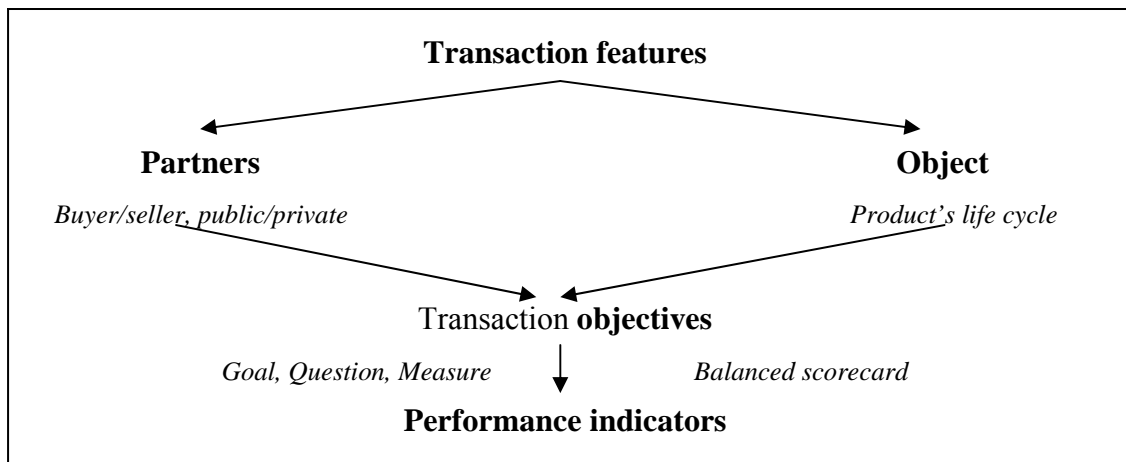 Transaction features
Partners
Object
Buyer/seller, public/private
Product’s life cycle
Transaction objectives
Goal, Question, Measure
Balanced scorecard
Performance indicators